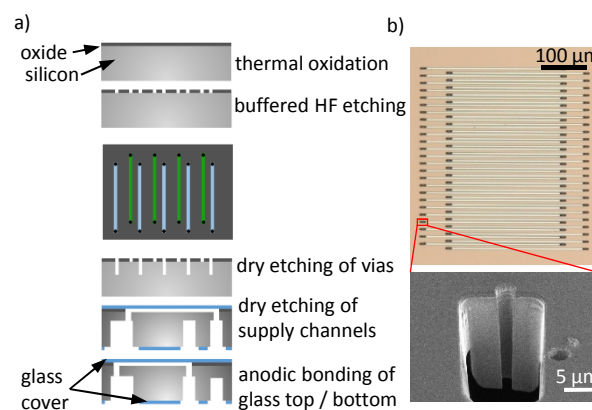 a)
oxide
silicon
thermal oxidation
buffered HF etching
dry etching of vias
dry etching of
supply channels
glass
cover
anodic bonding of
glass top / bottom
b)
100 µm
5 µm